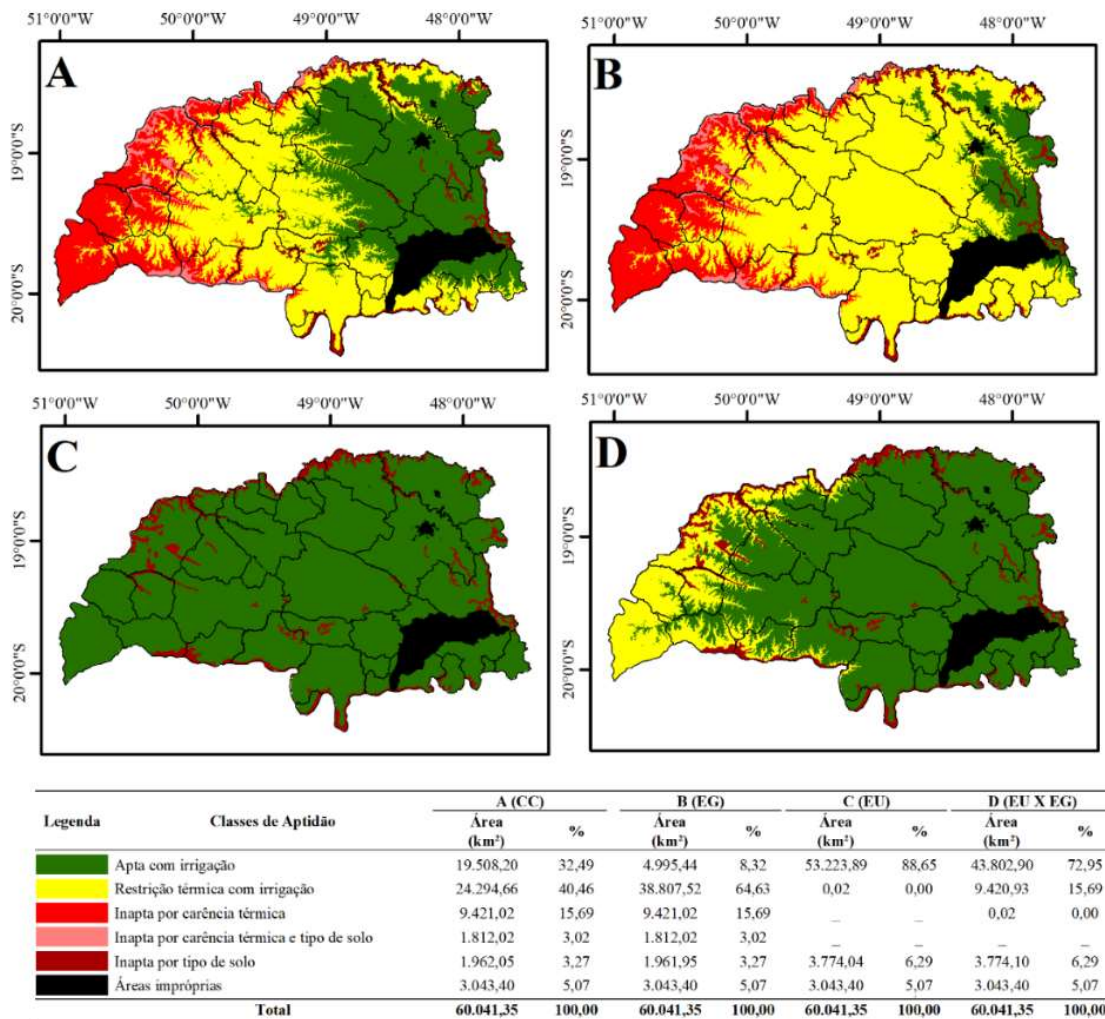 51°0'0"W 50°0'0"W 49°0'0"W 48°0'0"W
51°0'0"W 50°0'0"W 49°0'0"W 48°0'0"W
A
B
19°0'0"S
20°0'0"S
19°0'0"S
20°0'0"S
51°0'0"W 50°0'0"W 49°0'0"W 48°0'0"W
51°0'0"W 50°0'0"W 49°0'0"W 48°0'0"W
C
D
19°0'0"S
20°0'0"S
19°0'0"S
20°0'0"S
Legenda Classes de Aptidão A (CC) B (EG) C (EU) D (EU X EG)
Área (km²) % Área (km²) % Área (km²) % Área (km²) %
Apta com irrigação 19.508,20 32,49 4.995,44 8,32 53.223,89 88,65 43.802,90 72,95
Restrição térmica com irrigação 24.294,66 40,46 38.807,52 64,63 0,02 0,00 9.420,93 15,69
Inapta por carência térmica 9.421,02 15,69 9.421,02 15,69 _ _ 0,02 0,00
Inapta por carência térmica e tipo de solo 1.812,02 3,02 1.812,02 3,02 _ _ _ _
Inapta por tipo de solo 1.962,05 3,27 1.961,95 3,27 3.774,04 6,29 3.774,10 6,29
Áreas impróprias 3.043,40 5,07 3.043,40 5,07 3.043,40 5,07 3.043,40 5,07
Total 60.041,35 100,00 60.041,35 100,00 60.041,35 100,00 60.041,35 100,00